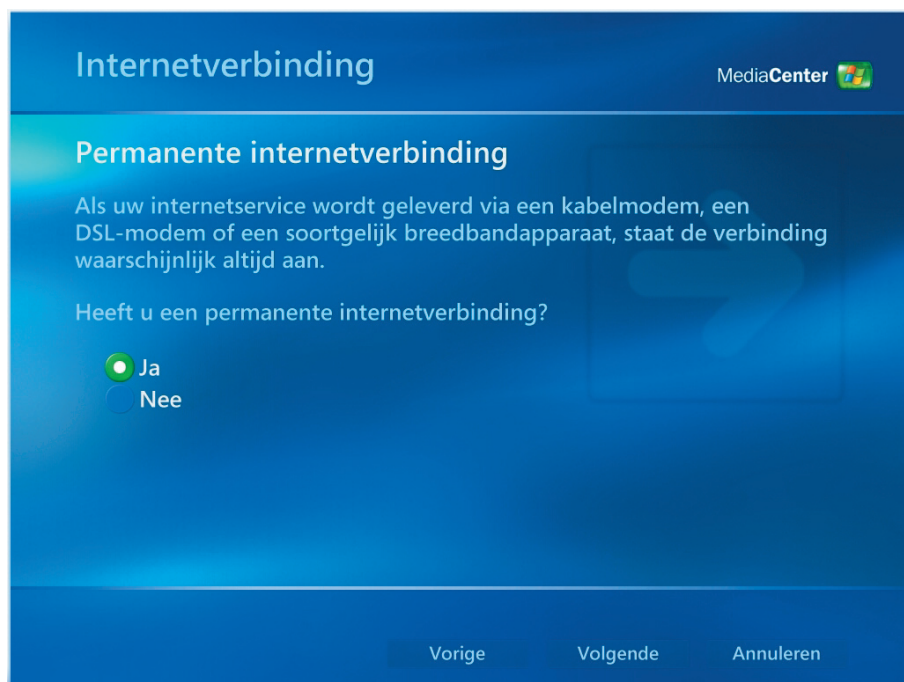 Internetverbinding
MediaCenter
Permanente internetverbinding
Als uw internetservice wordt geleverd via een kabelmodem, een
DSL-modem of een soortgelijk breedbandapparaat, staat de verbinding
waarschijnlijk altijd aan.
Heeft u een permanente internetverbinding?
Ja
Nee
Vorige Volgende Annuleren